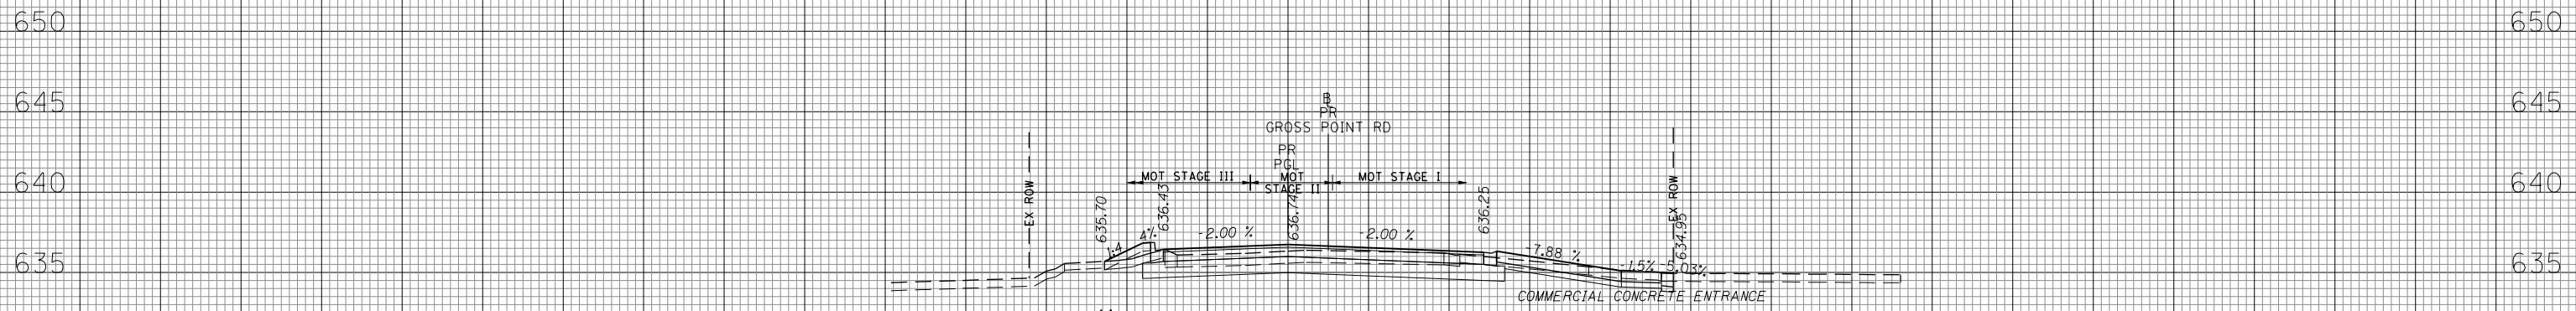 650
650
645
645
B
PR
GROSS POINT RD
640
640
PR
PGL
EX ROW
MOT STAGE III
MOT
STAGE II
MOT STAGE I
EX ROW
635.70
636.43
636.74
636.25
634.95
1:4
4%
-2.00 %
-2.00 %
-7.88 %
-1.5%
-5.03%
635
635
COMMERCIAL CONCRETE ENTRANCE